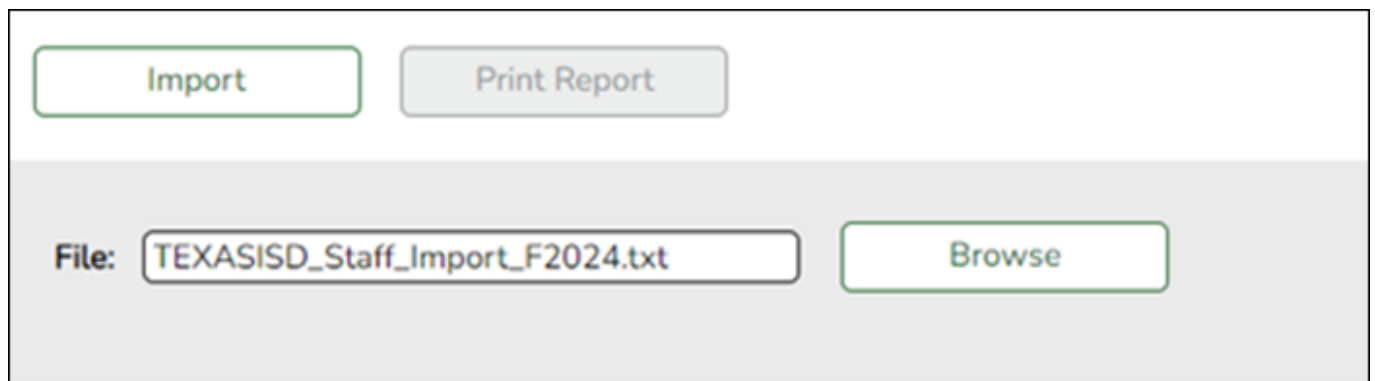 Import Print Report
File: TEXASISD_Staff_Import_F2024.txt Browse